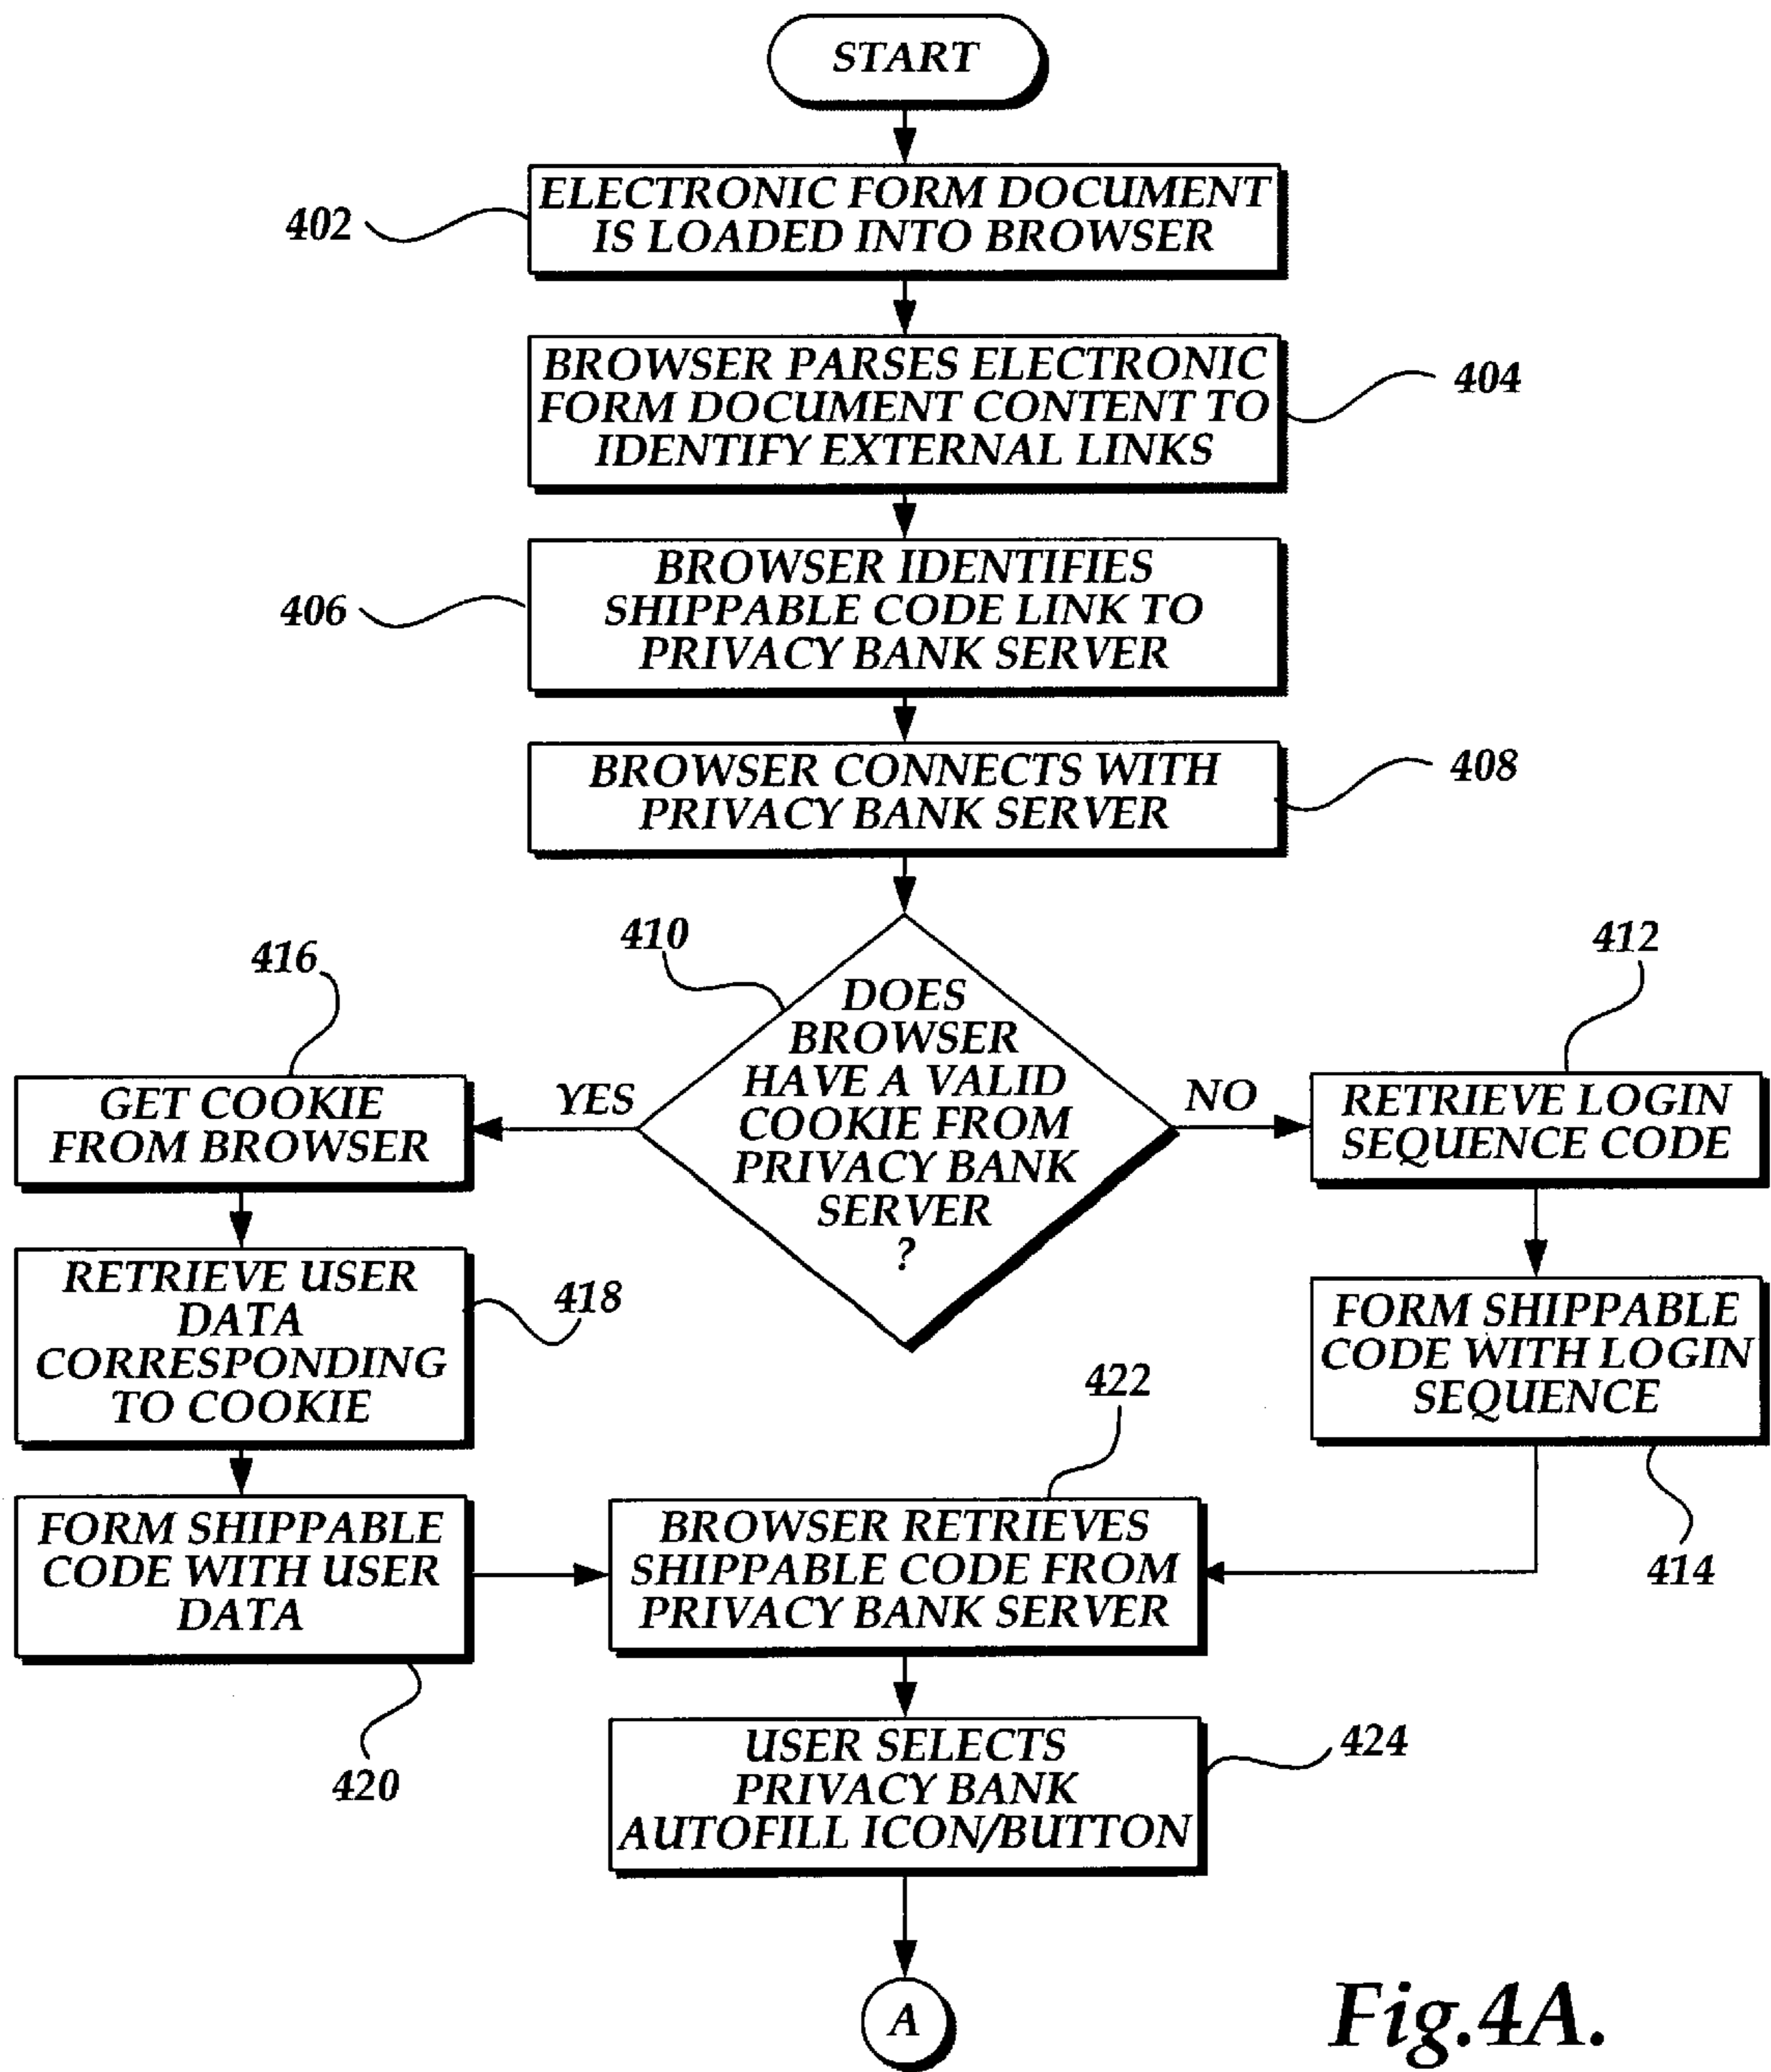 START
402
ELECTRONIC FORM DOCUMENT
IS LOADED INTO BROWSER
BROWSER PARSES ELECTRONIC
FORM DOCUMENT CONTENT TO
IDENTIFY EXTERNAL LINKS
404
406
BROWSER IDENTIFIES
SHIPPABLE CODE LINK TO
PRIVACY BANK SERVER
BROWSER CONNECTS WITH
PRIVACY BANK SERVER
408
410
DOES
BROWSER
HAVE A VALID
COOKIE FROM
PRIVACY BANK
SERVER
?
YES
NO
416
GET COOKIE
FROM BROWSER
412
RETRIEVE LOGIN
SEQUENCE CODE
RETRIEVE USER
DATA
CORRESPONDING
TO COOKIE
418
FORM SHIPPABLE
CODE WITH LOGIN
SEQUENCE
414
FORM SHIPPABLE
CODE WITH USER
DATA
420
422
BROWSER RETRIEVES
SHIPPABLE CODE FROM
PRIVACY BANK SERVER
USER SELECTS
PRIVACY BANK
AUTOFILL ICON/BUTTON
424
A
Fig.4A.